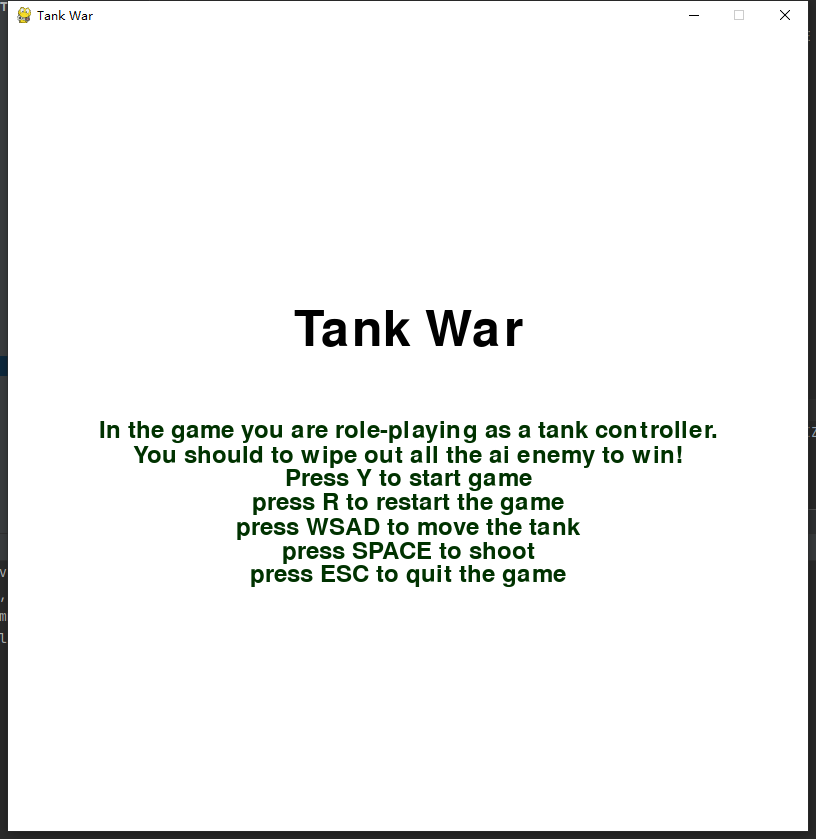 Tank War
Tank War
In the game you are role-playing as a tank controller.
You should to wipe out all the ai enemy to win!
Press Y to start game
press R to restart the game
press WSAD to move the tank
press SPACE to shoot
press ESC to quit the game